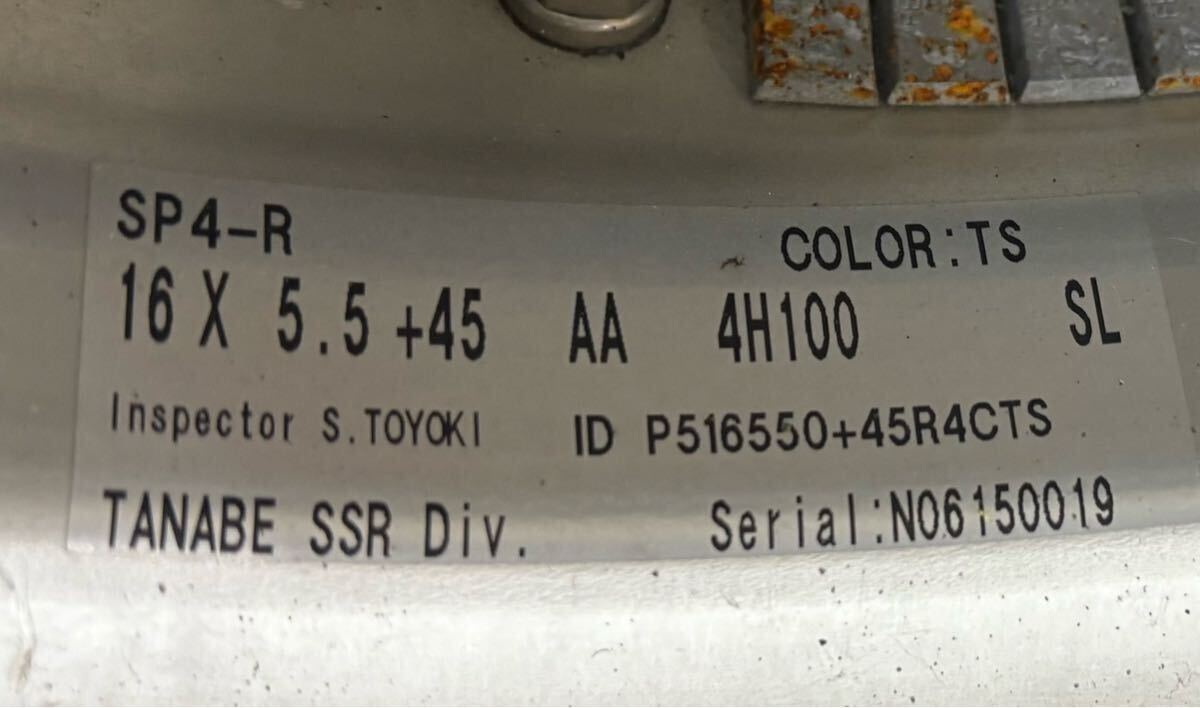 SP4-R COLOR:TS
16 X 5.5 +45 AA 4H100 SL
Inspector S.TOYOKI ID P516550+45R4CTS
TANABE SSR Div. Serial:N06150019